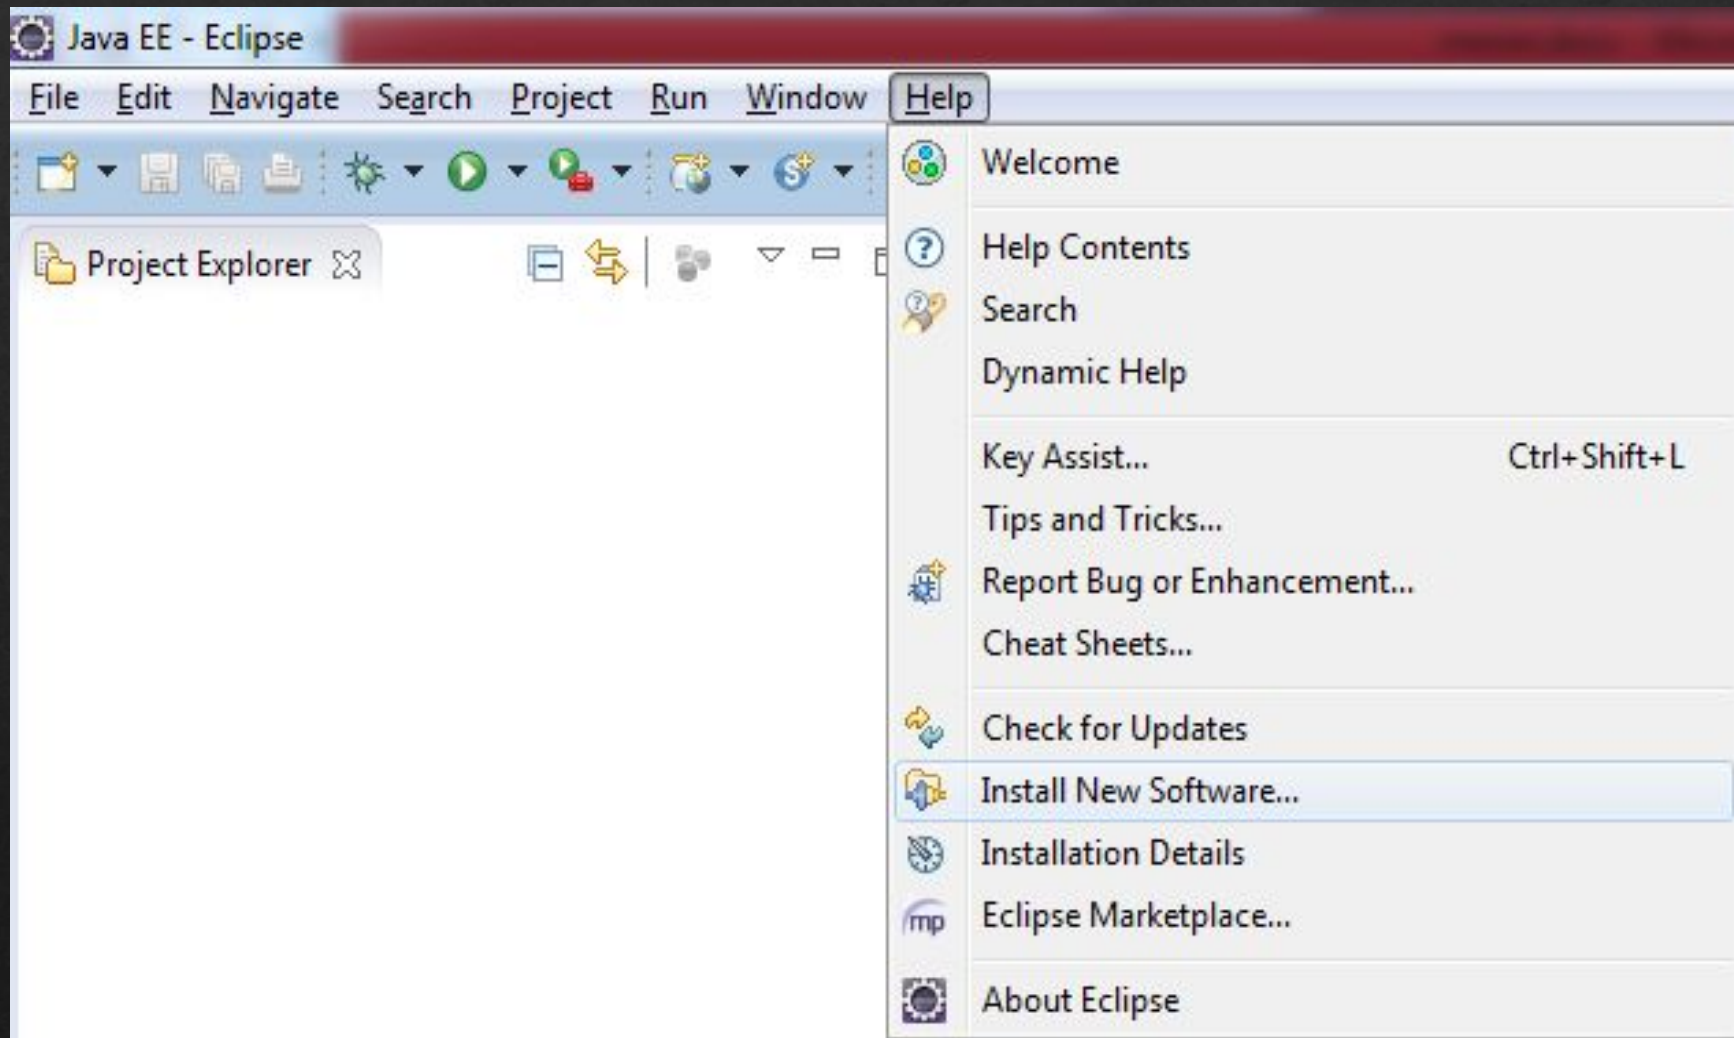 Java EE - Eclipse
File Edit Navigate Search Project Run Window Help
Project Explorer
Welcome
Help Contents
Search
Dynamic Help
Key Assist... Ctrl+Shift+L
Tips and Tricks...
Report Bug or Enhancement...
Cheat Sheets...
Check for Updates
Install New Software...
Installation Details
mp Eclipse Marketplace...
About Eclipse